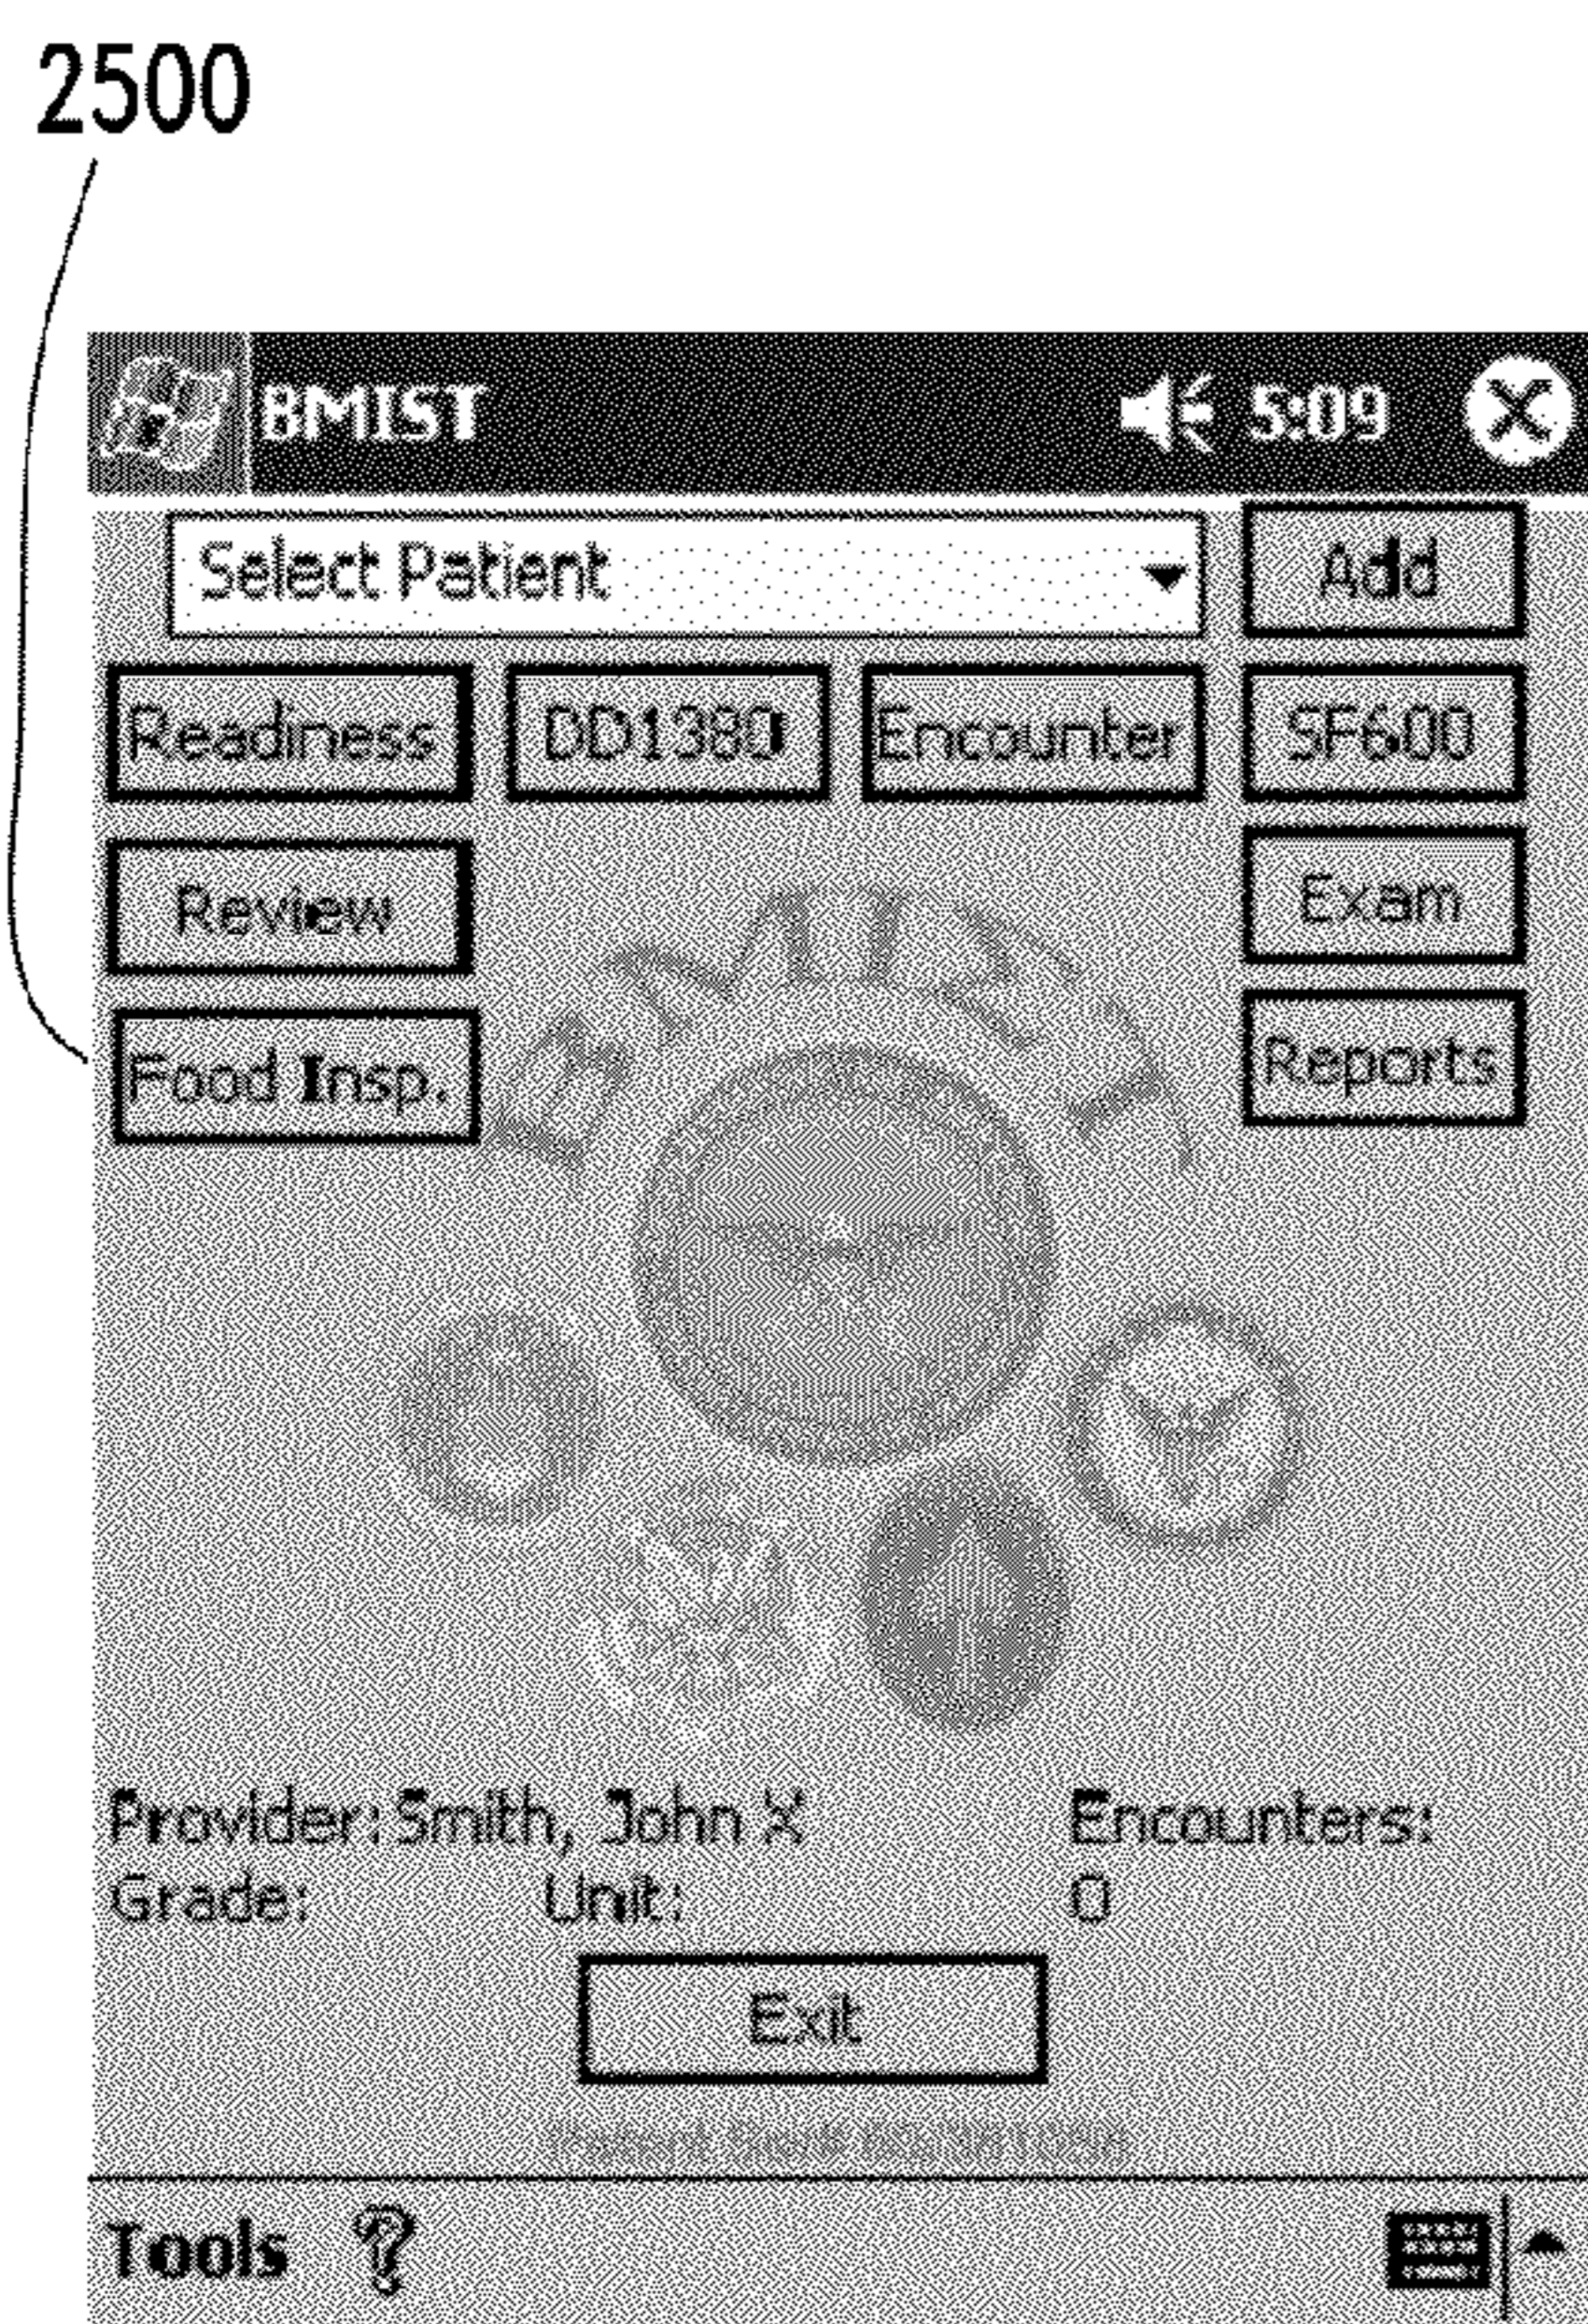 2500
BMIST 5:09
Select Patient Add
Readiness DD1380 Encounter SF600
Review Exam
Food Insp. Reports
Provider: Smith, John X Encounters:
Grade: Unit: 0
Exit
Tools ?